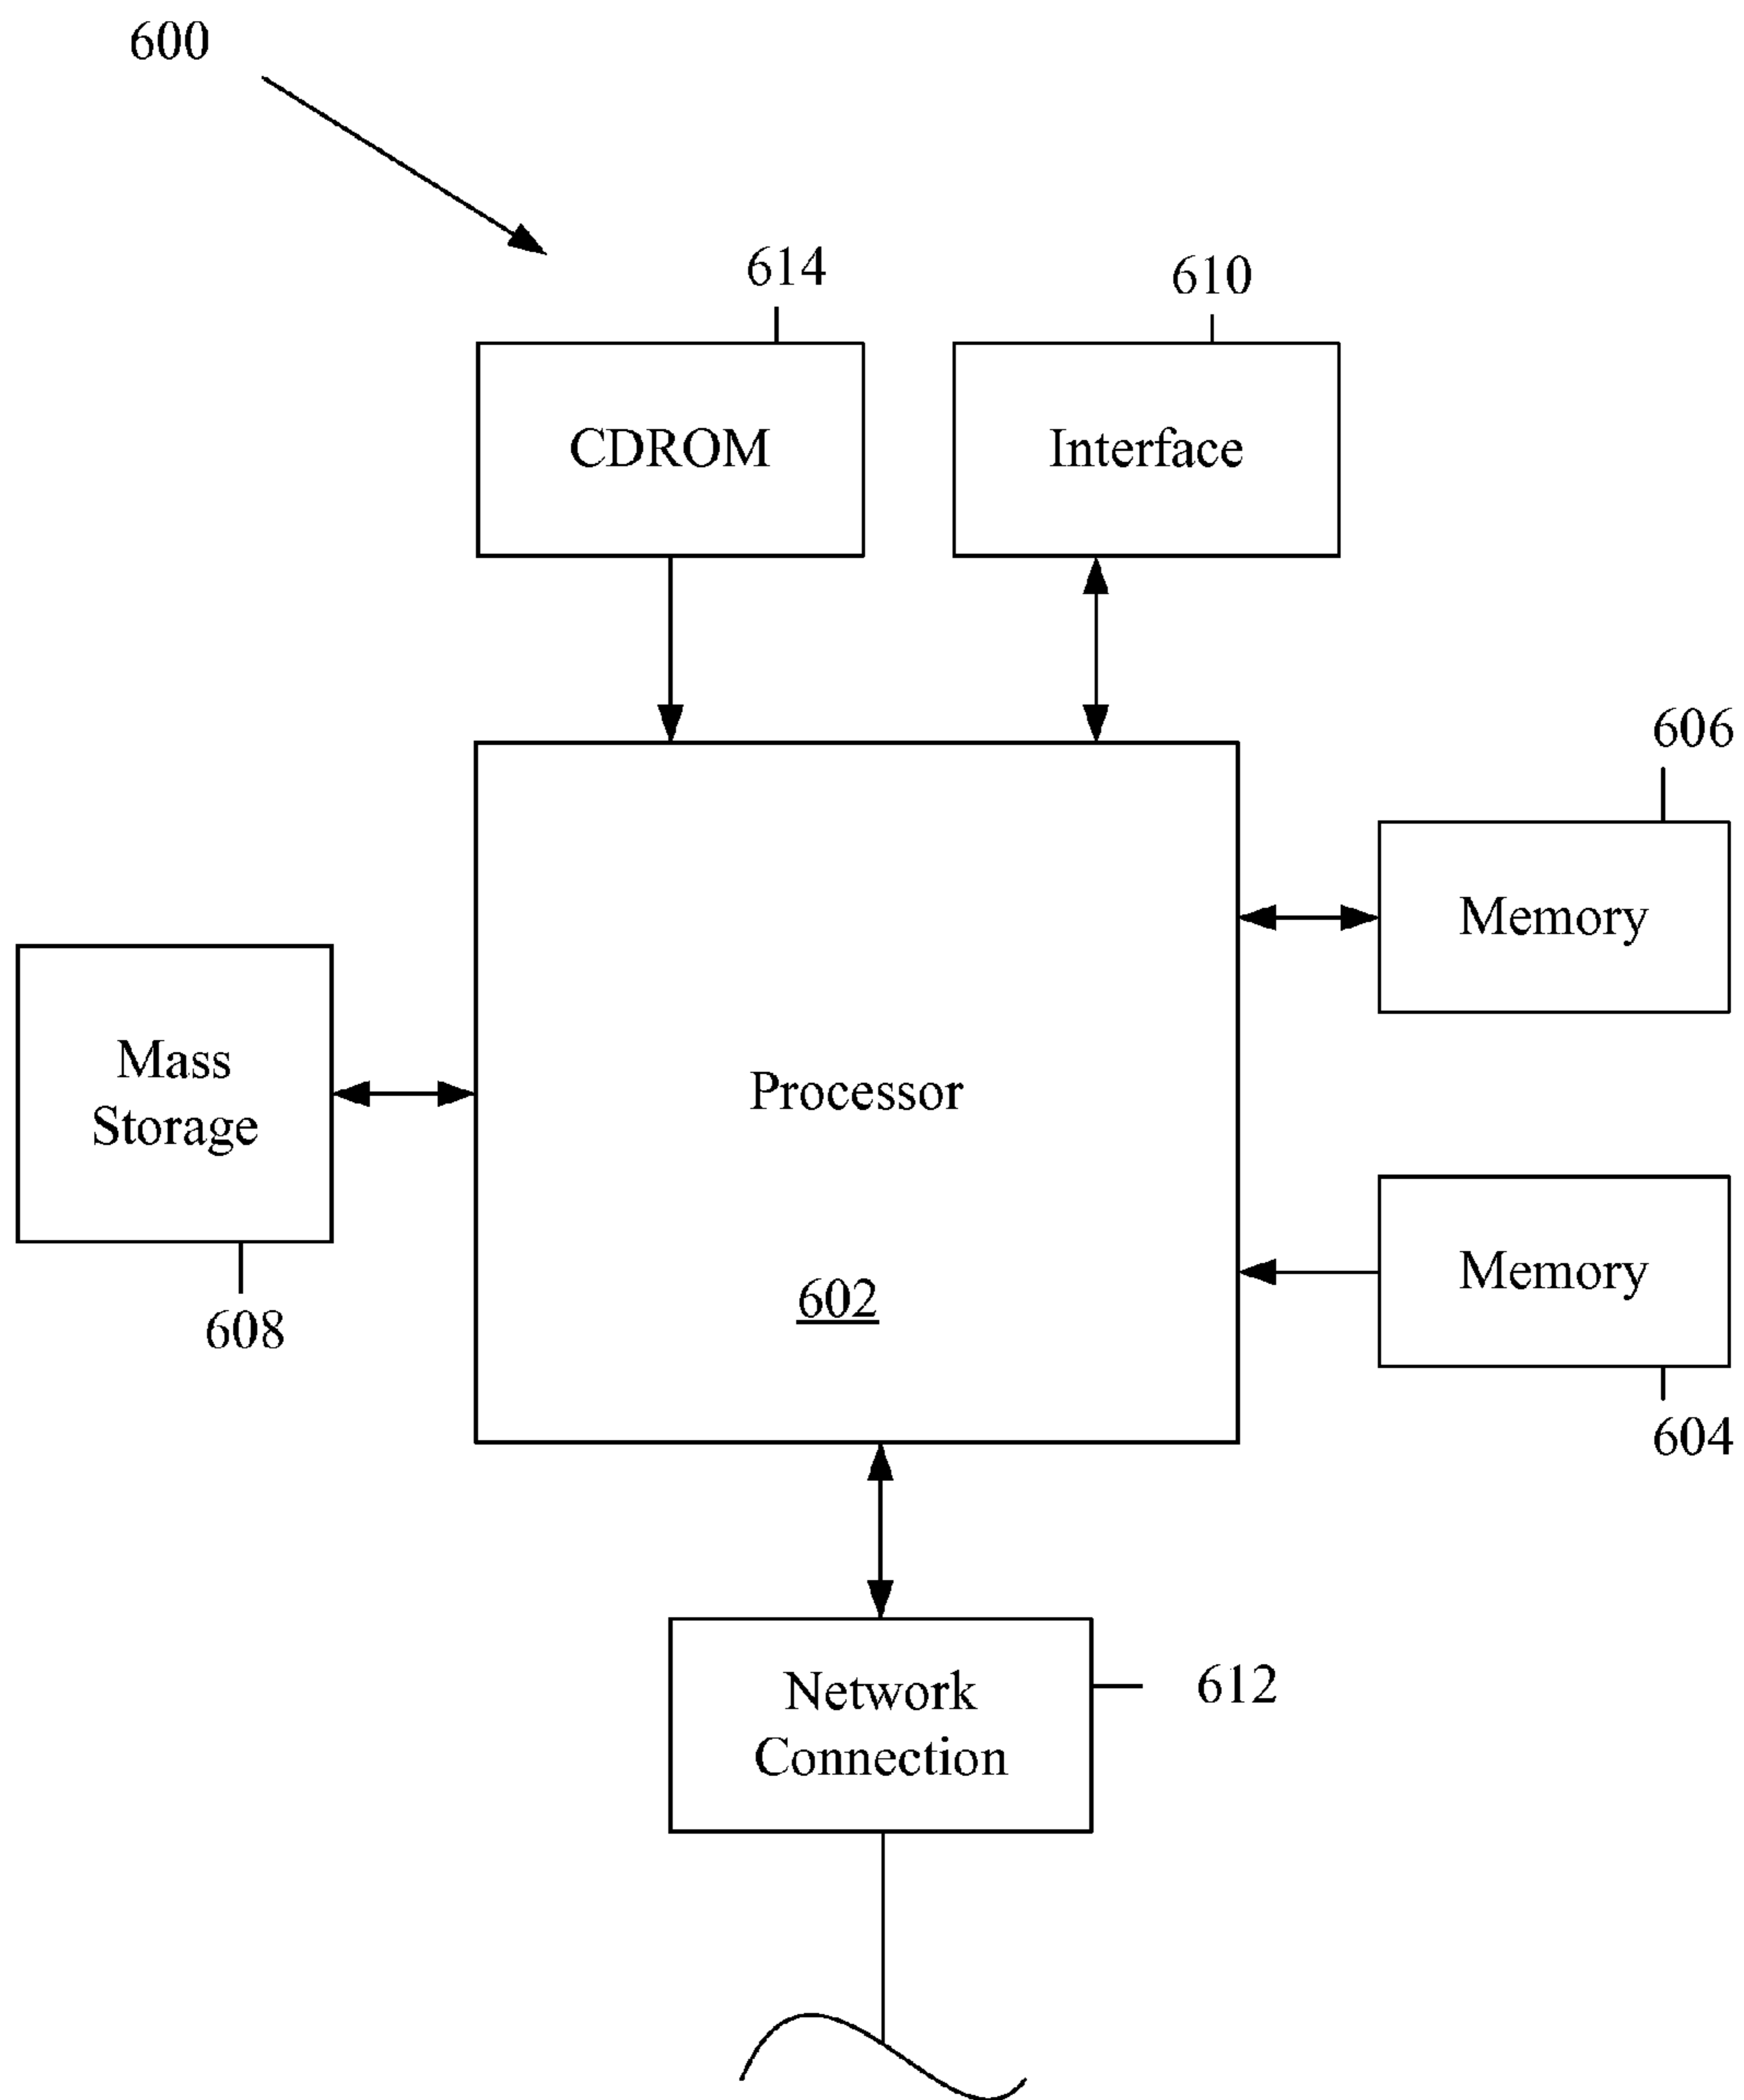 600
614
610
CDROM
Interface
606
Memory
Mass
Storage
Processor
Memory
602
608
604
Network
Connection
612